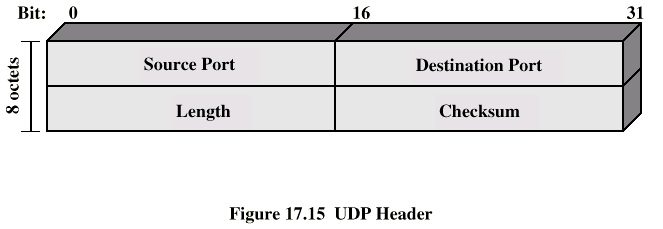 Bit: 0 16 31
8 octets
Source Port Destination Port
Length Checksum
Figure 17.15 UDP Header